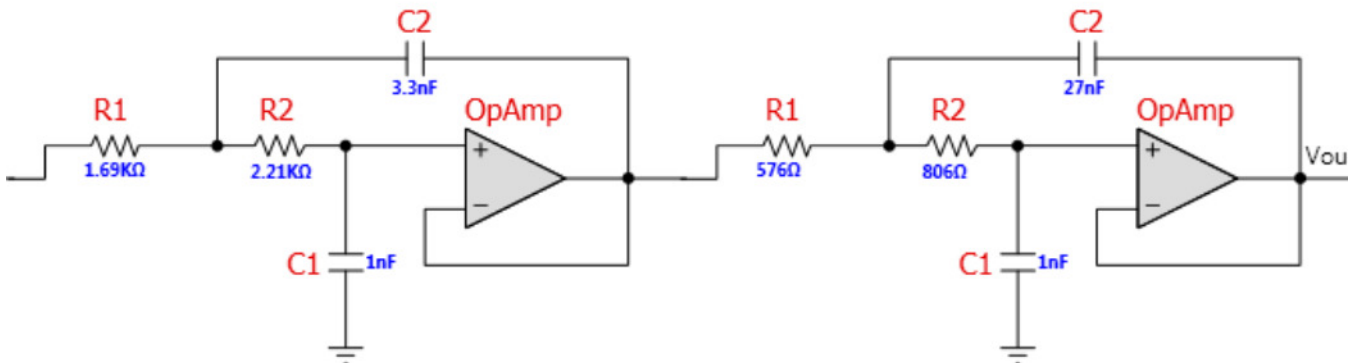 C2
3.3nF
R1
1.69KΩ
R2
2.21KΩ
OpAmp
+
−
C1
1nF
C2
27nF
R1
576Ω
R2
806Ω
OpAmp
+
−
C1
1nF
Vou